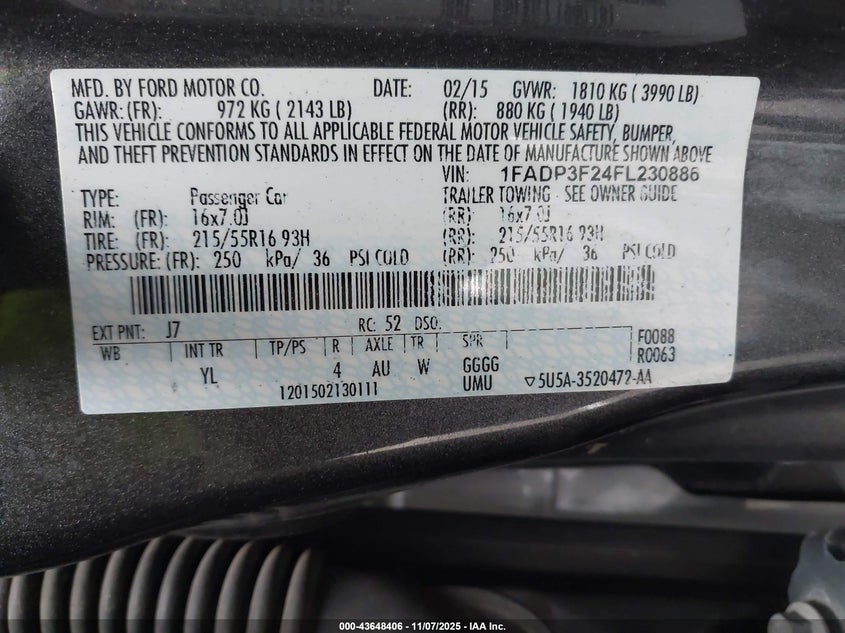 MFD. BY FORD MOTOR CO. DATE: 02/15 GVWR: 1810 KG ( 3990 LB)
GAWR: (FR): 972 KG ( 2143 LB) (RR): 880 KG ( 1940 LB)
THIS VEHICLE CONFORMS TO ALL APPLICABLE FEDERAL MOTOR VEHICLE SAFETY, BUMPER,
AND THEFT PREVENTION STANDARDS IN EFFECT ON THE DATE OF MANUFACTURE SHOWN ABOVE
VIN: 1FADP3F24FL230886
TYPE: Passenger Car TRAILER TOWING - SEE OWNER GUIDE
RIM: (FR): 16x7.0J (RR): 16x7.0J
TIRE: (FR): 215/55R16 93H (RR): 215/55R16 93H
PRESSURE: (FR): 250 kPa/ 36 PSI COLD (RR): 250 kPa/ 36 PSI COLD
EXT PNT: J7 RC: 52 DSO: F0088
WB INT TR TP/PS R AXLE TR SPR R0063
YL 4 AU W GGGG
1201502130111 UMU ▽5U5A-3520472-AA
000-43648406 - 11/07/2025 - IAA Inc.